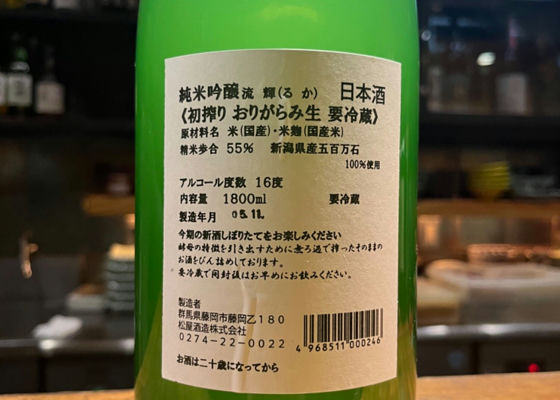 純米吟醸 流 輝(る か) 日本酒
《初搾り おりがらみ生 要冷蔵》
原材料名 米(国産)・米麹(国産米)
精米歩合 55% 新潟県産五百万石
100%使用
アルコール度数 16度
内容量 1800ml 要冷蔵
製造年月 05.11.
今期の新酒しぼりたてをお楽しみください
酵母の特徴を引き出すために無ろ過で搾ったそのままの
お酒をびん詰めしております。
要冷蔵で開封後はお早めにお飲みください。
製造者
群馬県藤岡市藤岡乙180
松屋酒造株式会社
0274-22-0022
4 968511 000246
お酒は二十歳になってから